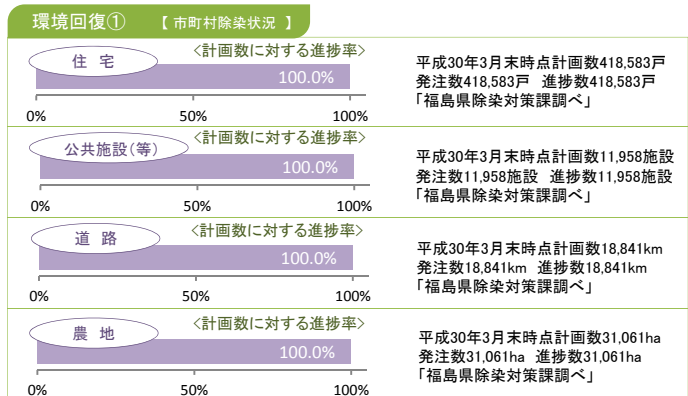 環境回復① 【 市町村除染状況 】
住 宅
<計画数に対する進捗率>
100.0%
0% 50% 100%
平成30年3月末時点計画数418,583戸
発注数418,583戸 進捗数418,583戸
「福島県除染対策課調べ」
公共施設(等)
<計画数に対する進捗率>
100.0%
0% 50% 100%
平成30年3月末時点計画数11,958施設
発注数11,958施設 進捗数11,958施設
「福島県除染対策課調べ」
道 路
<計画数に対する進捗率>
100.0%
0% 50% 100%
平成30年3月末時点計画数18,841km
発注数18,841km 進捗数18,841km
「福島県除染対策課調べ」
農 地
<計画数に対する進捗率>
100.0%
0% 50% 100%
平成30年3月末時点計画数31,061ha
発注数31,061ha 進捗数31,061ha
「福島県除染対策課調べ」